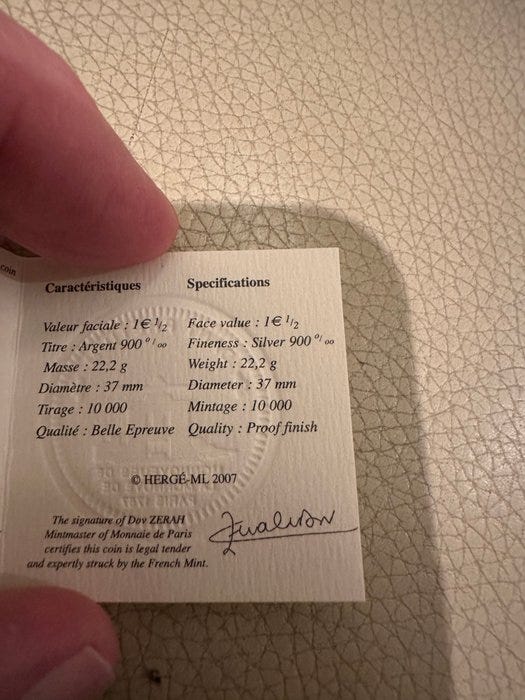 coin
Caractéristiques
Valeur faciale : 1€ 1/2
Titre : Argent 900 °/oo
Masse : 22,2 g
Diamètre : 37 mm
Tirage : 10 000
Qualité : Belle Epreuve
Specifications
Face value : 1€ 1/2
Fineness : Silver 900 °/oo
Weight : 22,2 g
Diameter : 37 mm
Mintage : 10 000
Quality : Proof finish
© HERGÉ-ML 2007
The signature of Dov ZERAH
Mintmaster of Monnaie de Paris
certifies this coin is legal tender
and expertly struck by the French Mint.